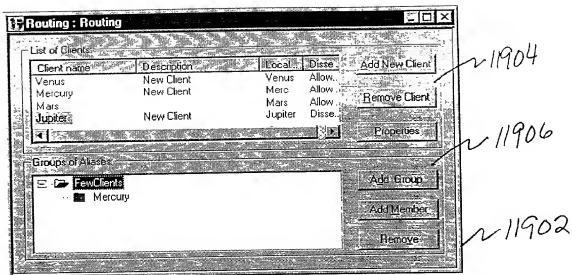 Routing : Routing
List of Clients:
Client name Description Local... Disse
Venus New Client Venus Allow..
Mercury New Client Merc Allow..
Mars Mars Allow..
Jupiter New Client Jupiter Disse..
Add New Client
Remove Client
Properties
Groups of Aliases
FewClients
Mercury
Add Group
Add Member
Remove
11904
11906
11902